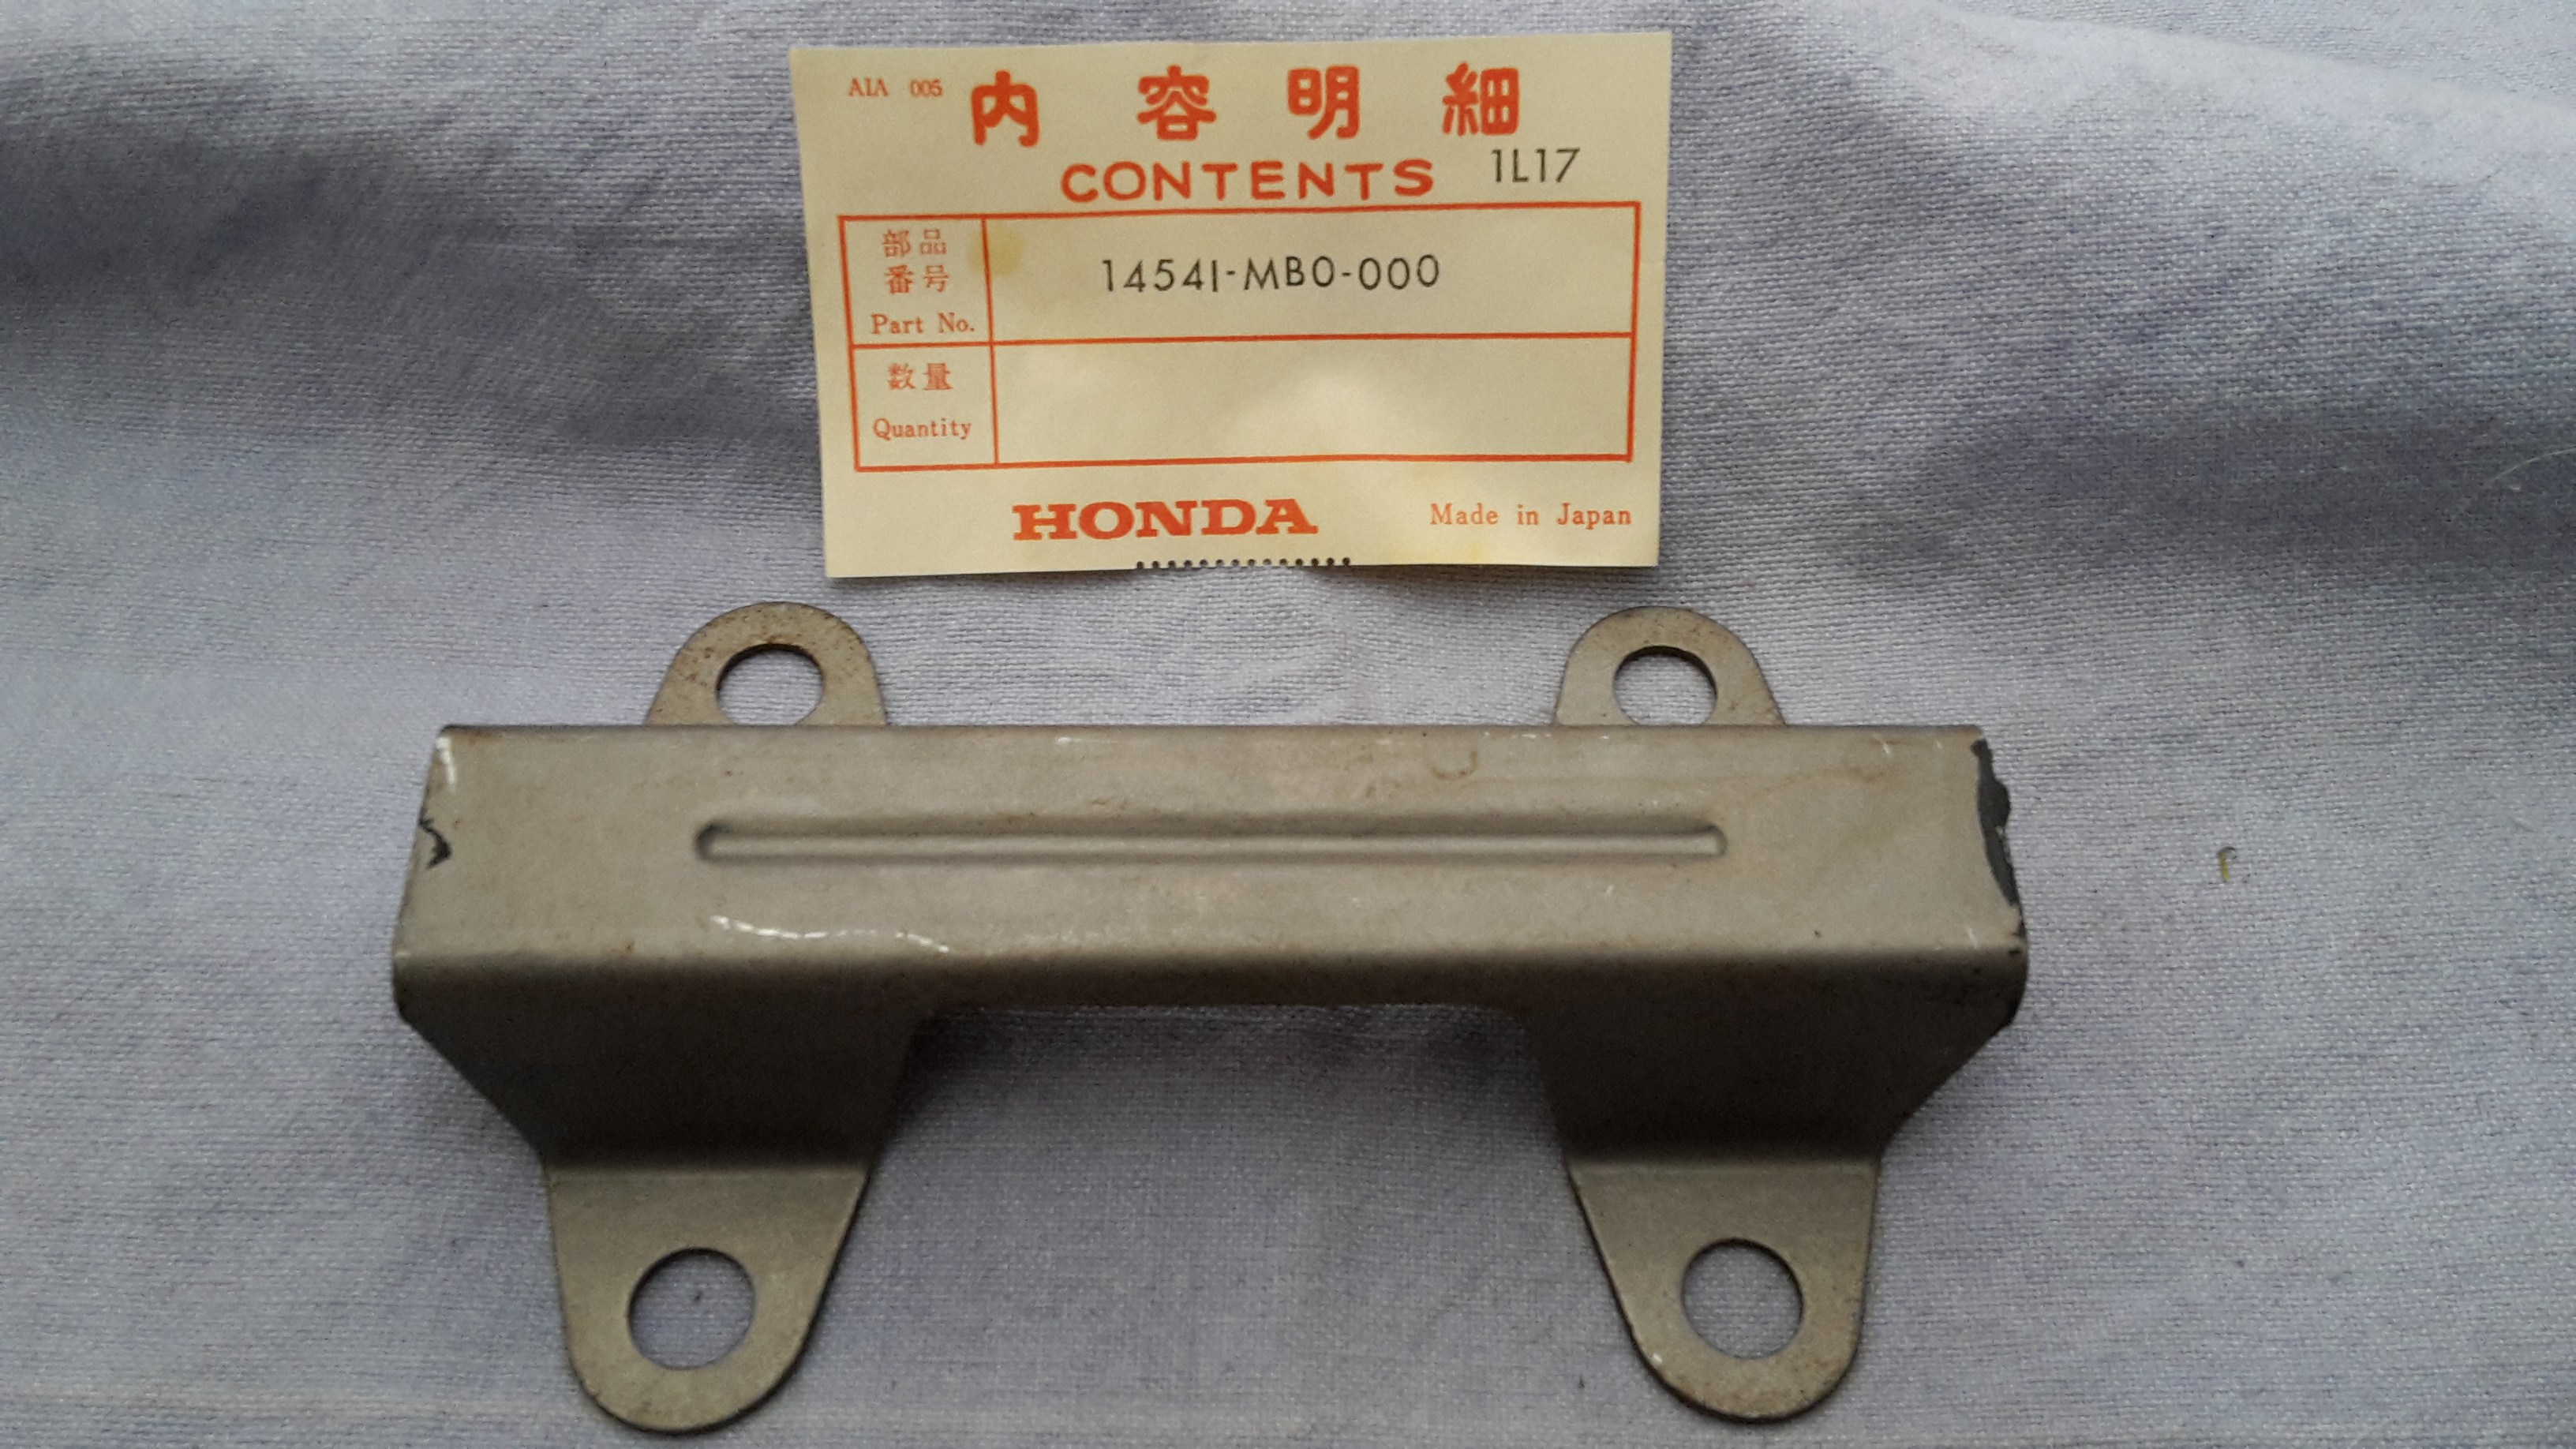 AIA 005
内容明細
CONTENTS 1L17
部品
番号
Part No.
14541-MB0-000
数量
Quantity
HONDA Made in Japan